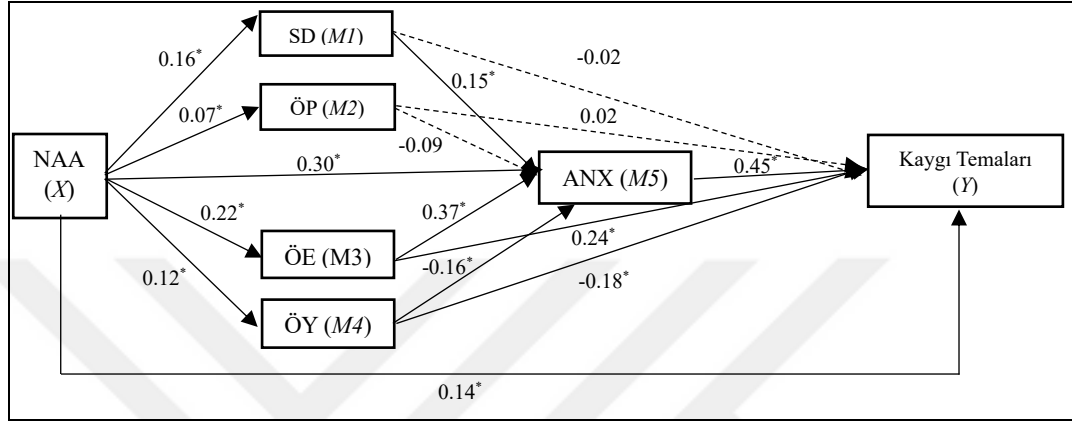 SD (M1)
-0.02
0.16*
0.15*
ÖP (M2)
0.02
0.07*
-0.09
NAA
(X)
0.30*
ANX (M5)
0.45*
Kaygı Temaları
(Y)
0.37*
0.22*
0.24*
ÖE (M3)
-0.16*
0.12*
-0.18*
ÖY (M4)
0.14*